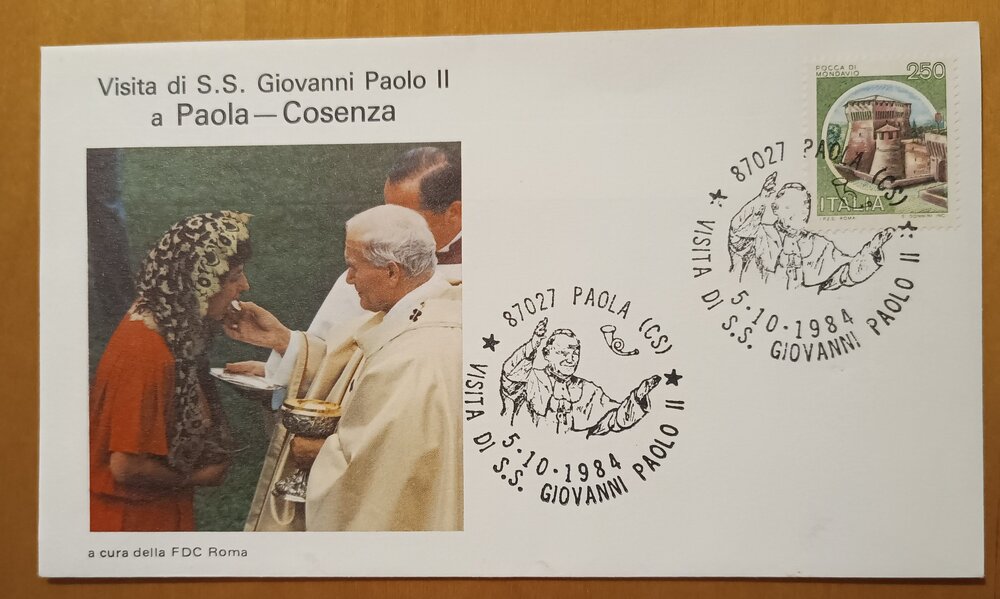 Visita di S.S. Giovanni Paolo II
a Paola — Cosenza
ROCCA DI
MONDAVIO
250
ITALIA
I.P.Z.S. ROMA
87027 PAOLA (CS)
5·10·1984
★ VISITA DI S.S. GIOVANNI PAOLO II ★
87027 PAOLA (CS)
5·10·1984
★ VISITA DI S.S. GIOVANNI PAOLO II ★
a cura della FDC Roma